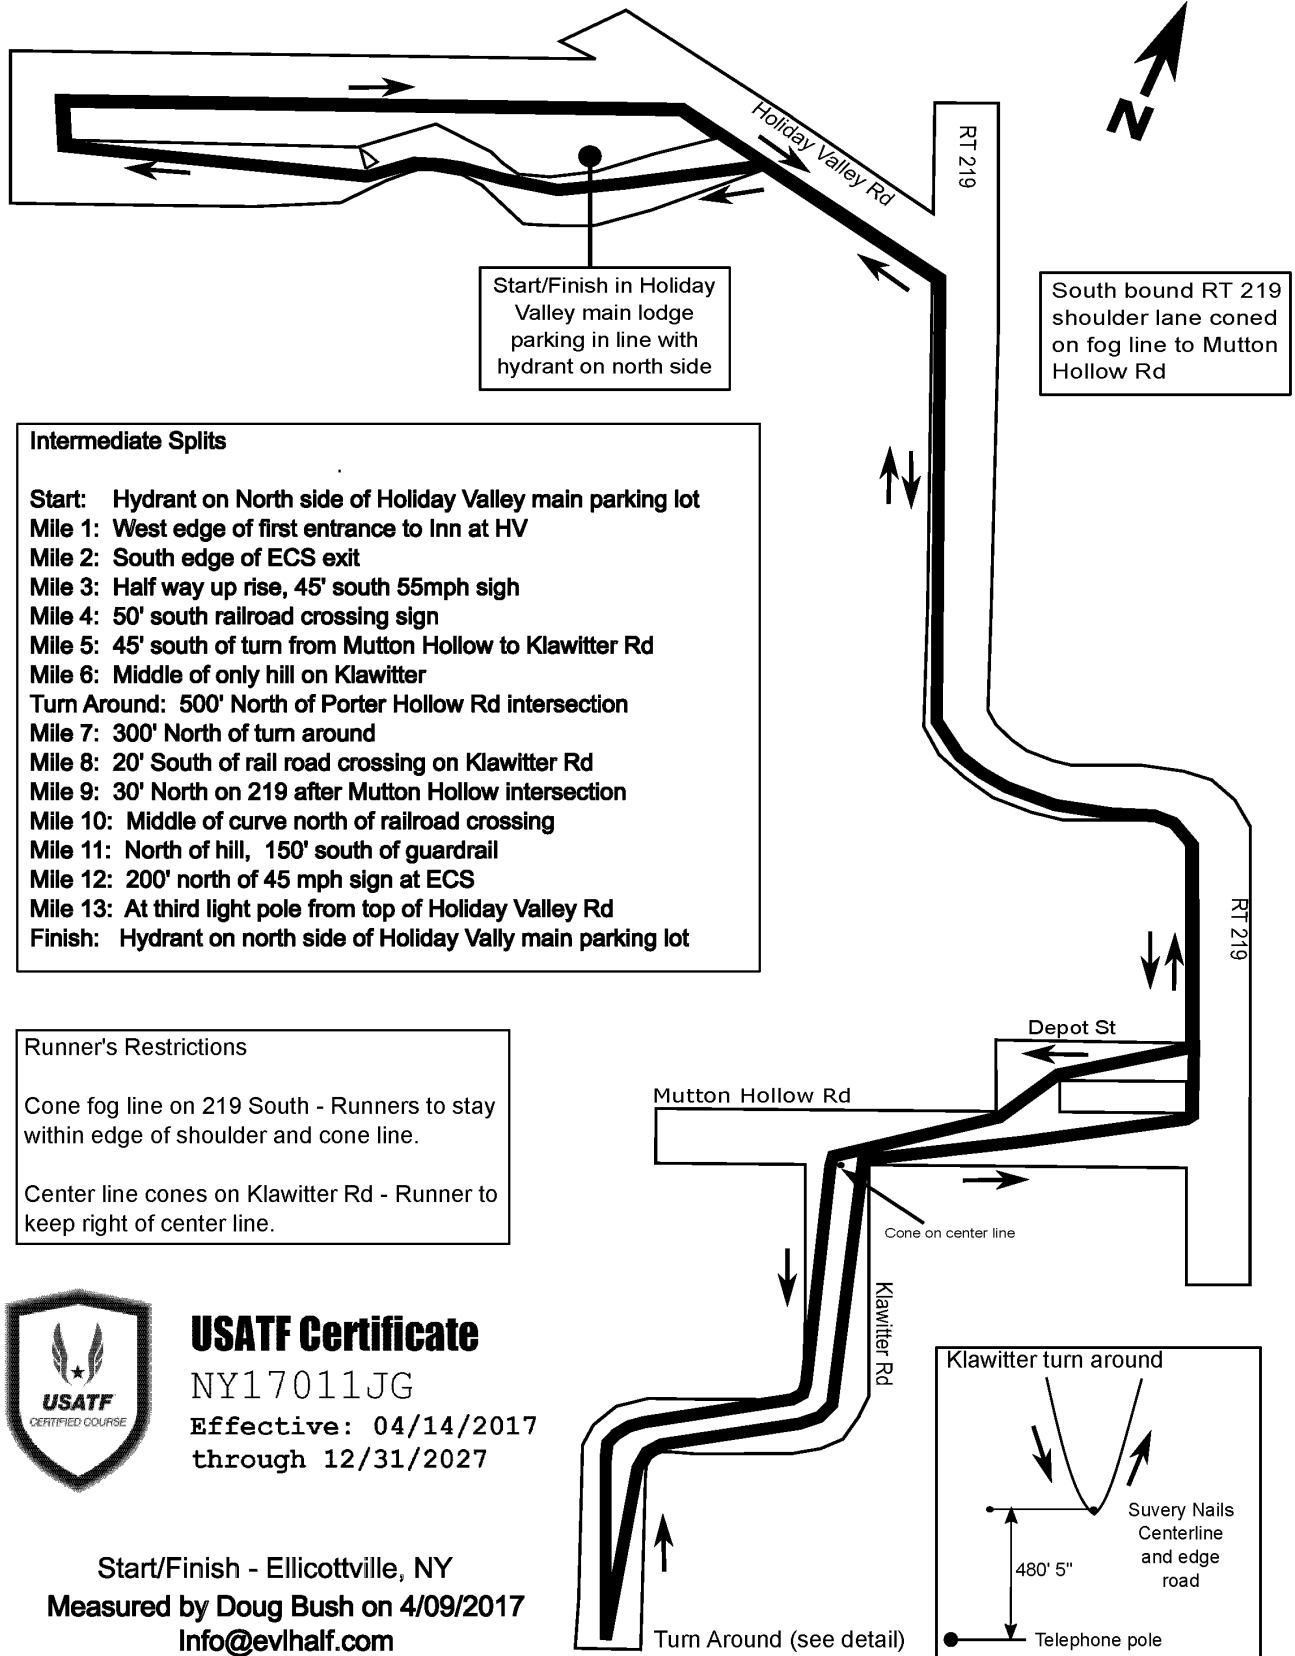 Holiday Valley Rd
N
RT 219
Start/Finish in Holiday
Valley main lodge
parking in line with
hydrant on north side
South bound RT 219
shoulder lane coned
on fog line to Mutton
Hollow Rd
Intermediate Splits
Start: Hydrant on North side of Holiday Valley main parking lot
Mile 1: West edge of first entrance to Inn at HV
Mile 2: South edge of ECS exit
Mile 3: Half way up rise, 45' south 55mph sigh
Mile 4: 50' south railroad crossing sign
Mile 5: 45' south of turn from Mutton Hollow to Klawitter Rd
Mile 6: Middle of only hill on Klawitter
Turn Around: 500' North of Porter Hollow Rd intersection
Mile 7: 300' North of turn around
Mile 8: 20' South of rail road crossing on Klawitter Rd
Mile 9: 30' North on 219 after Mutton Hollow intersection
Mile 10: Middle of curve north of railroad crossing
Mile 11: North of hill, 150' south of guardrail
Mile 12: 200' north of 45 mph sign at ECS
Mile 13: At third light pole from top of Holiday Valley Rd
Finish: Hydrant on north side of Holiday Vally main parking lot
RT 219
Depot St
Mutton Hollow Rd
Cone on center line
Klawitter Rd
Runner's Restrictions
Cone fog line on 219 South - Runners to stay
within edge of shoulder and cone line.
Center line cones on Klawitter Rd - Runner to
keep right of center line.
USATF
CERTIFIED COURSE
USATF Certificate
NY17011JG
Effective: 04/14/2017
through 12/31/2027
Start/Finish - Ellicottville, NY
Measured by Doug Bush on 4/09/2017
Info@evlhalf.com
Turn Around (see detail)
Klawitter turn around
Suvery Nails
Centerline
and edge
road
480' 5"
Telephone pole